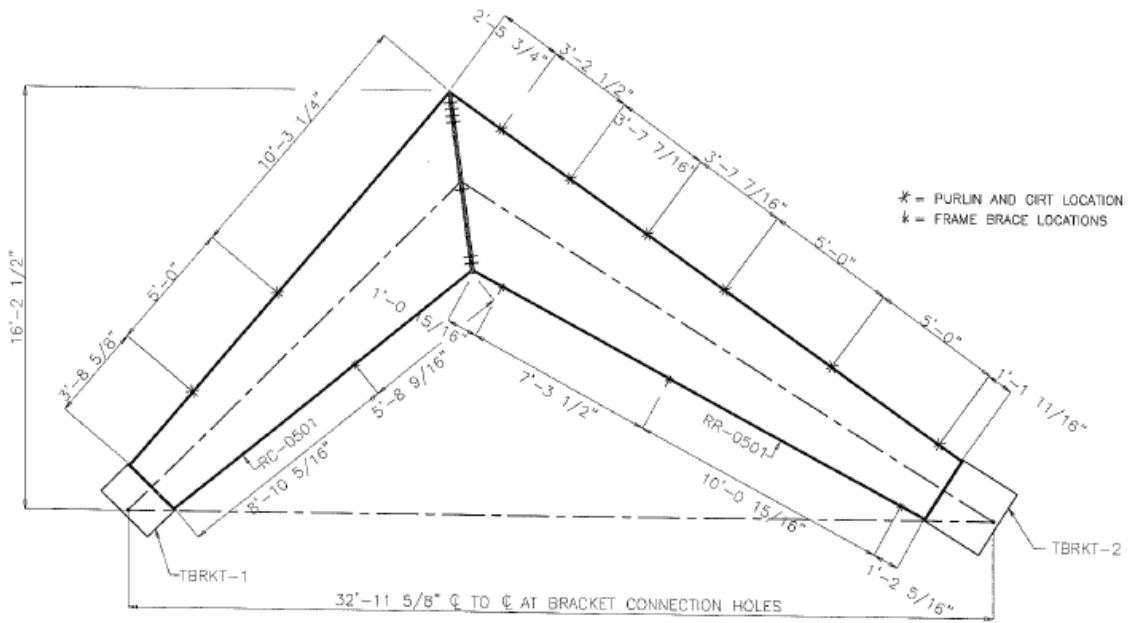 2'-5 3/4"
3'-2 1/2"
3'-7 7/16"
3'-7 7/16"
5'-0"
5'-0"
1'-1 11/16"
10'-3 1/4"
5'-0"
3'-8 5/8"
16'-2 1/2"
* = PURLIN AND GIRT LOCATION
* = FRAME BRACE LOCATIONS
1'-0 15/16"
5'-8 9/16"
8'-10 5/16"
RC-0501
7'-3 1/2"
RR-0501
10'-0 15/16"
1'-2 5/16"
TBRKT-1
TBRKT-2
32'-11 5/8" ℄ TO ℄ AT BRACKET CONNECTION HOLES